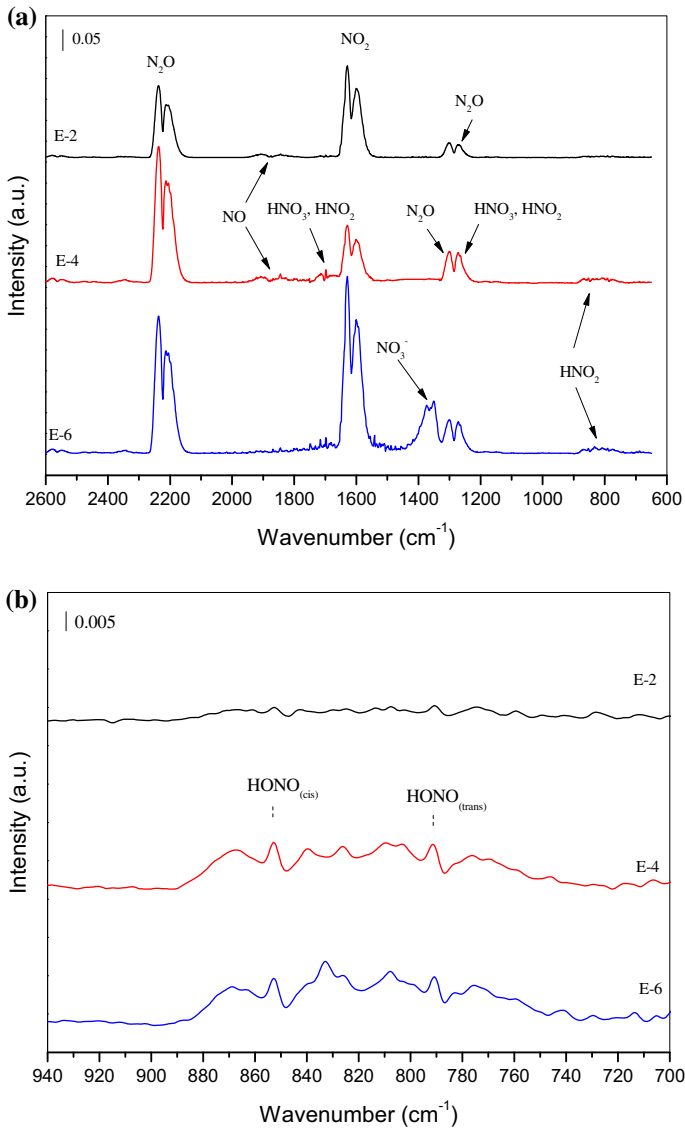 (a)
0.05
N₂O
NO₂
N₂O
E-2
NO
HNO₃, HNO₂
N₂O
HNO₃, HNO₂
E-4
NO₃⁻
HNO₂
E-6
Intensity (a.u.)
2600 2400 2200 2000 1800 1600 1400 1200 1000 800 600
Wavenumber (cm⁻¹)
(b)
0.005
E-2
HONO(cis)
HONO(trans)
E-4
E-6
Intensity (a.u.)
940 920 900 880 860 840 820 800 780 760 740 720 700
Wavenumber (cm⁻¹)